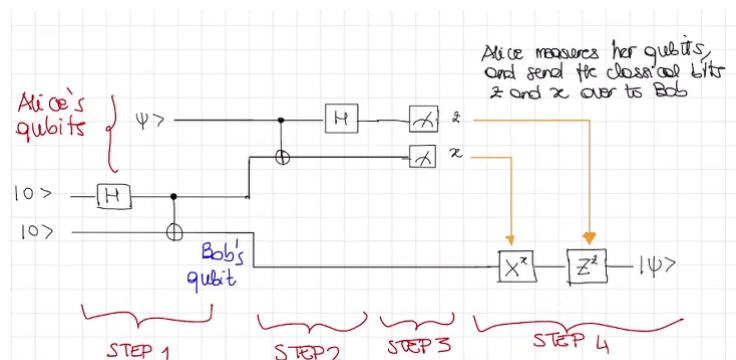 Alice measures her qubits,
and send the classical bits
z and x over to Bob
Alice's
qubits
ψ>
H
z
x
|0>
H
|0>
Bob's
qubit
X^x
Z^z
|ψ>
STEP 1
STEP 2
STEP 3
STEP 4